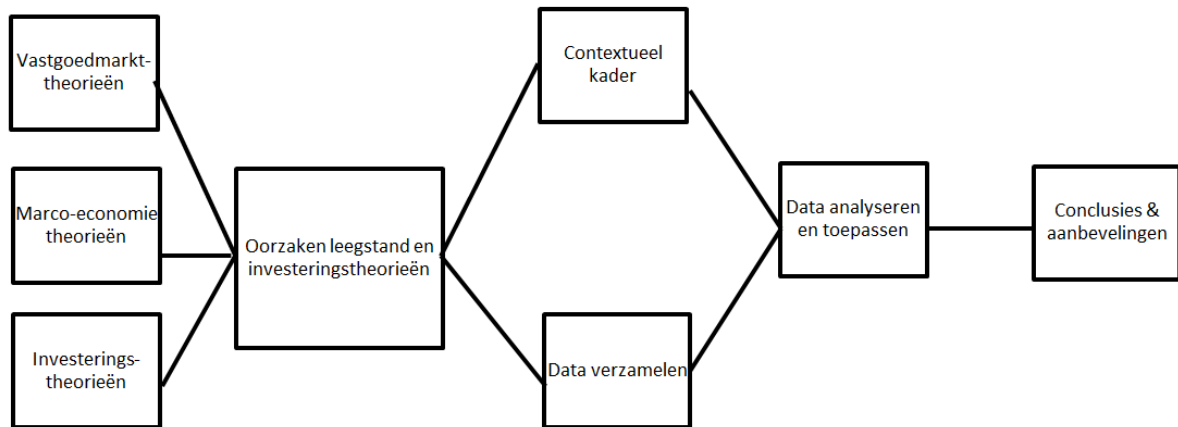 Vastgoedmarkt-
theorieën
Marco-economie
theorieën
Investerings-
theorieën
Oorzaken leegstand en
investeringstheorieën
Contextueel
kader
Data verzamelen
Data analyseren
en toepassen
Conclusies &
aanbevelingen